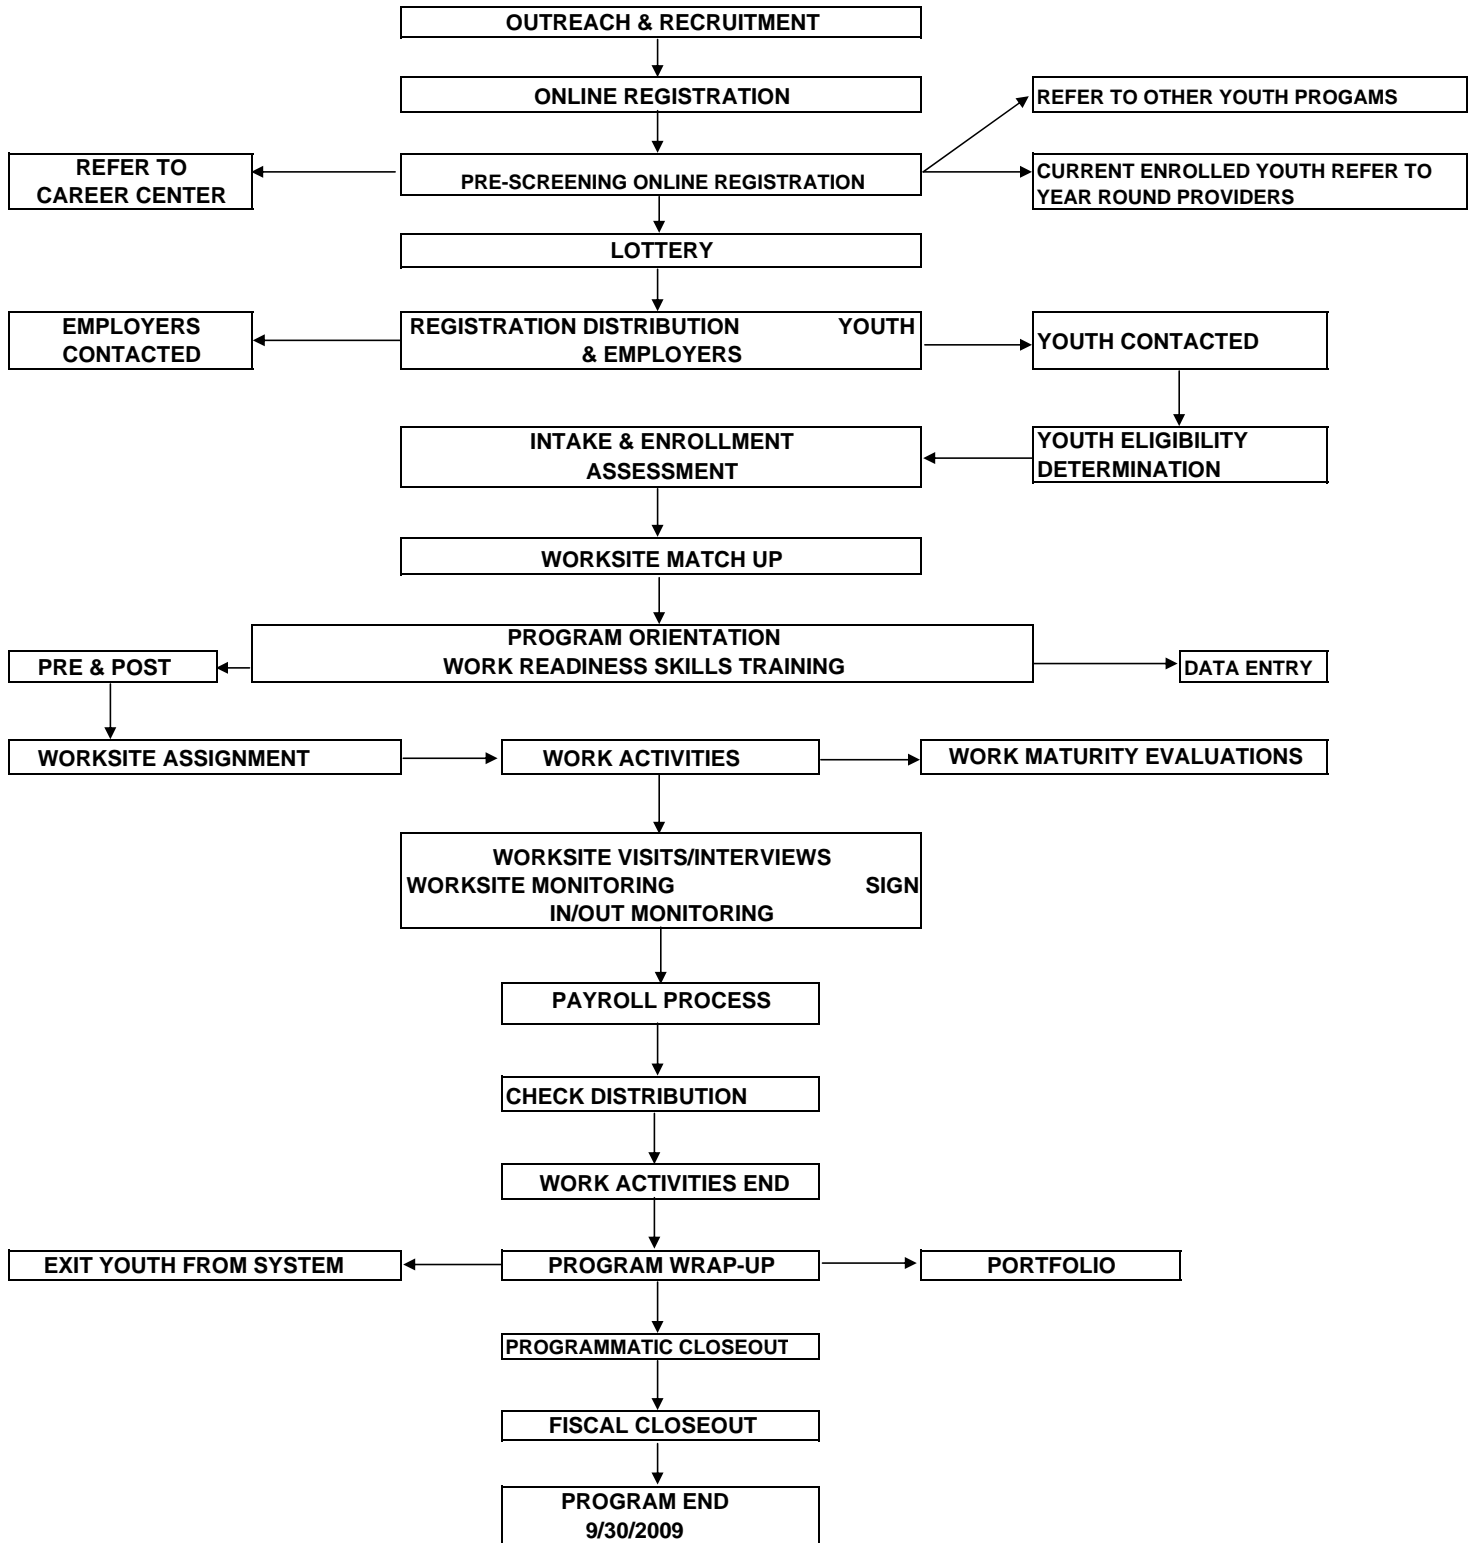 OUTREACH & RECRUITMENT
ONLINE REGISTRATION
REFER TO OTHER YOUTH PROGAMS
REFER TO
CAREER CENTER
PRE-SCREENING ONLINE REGISTRATION
CURRENT ENROLLED YOUTH REFER TO
YEAR ROUND PROVIDERS
LOTTERY
EMPLOYERS
CONTACTED
REGISTRATION DISTRIBUTION YOUTH
& EMPLOYERS
YOUTH CONTACTED
INTAKE & ENROLLMENT
ASSESSMENT
YOUTH ELIGIBILITY
DETERMINATION
WORKSITE MATCH UP
PROGRAM ORIENTATION
WORK READINESS SKILLS TRAINING
PRE & POST
DATA ENTRY
WORKSITE ASSIGNMENT
WORK ACTIVITIES
WORK MATURITY EVALUATIONS
WORKSITE VISITS/INTERVIEWS
WORKSITE MONITORING SIGN
IN/OUT MONITORING
PAYROLL PROCESS
CHECK DISTRIBUTION
WORK ACTIVITIES END
EXIT YOUTH FROM SYSTEM
PROGRAM WRAP-UP
PORTFOLIO
PROGRAMMATIC CLOSEOUT
FISCAL CLOSEOUT
PROGRAM END
9/30/2009